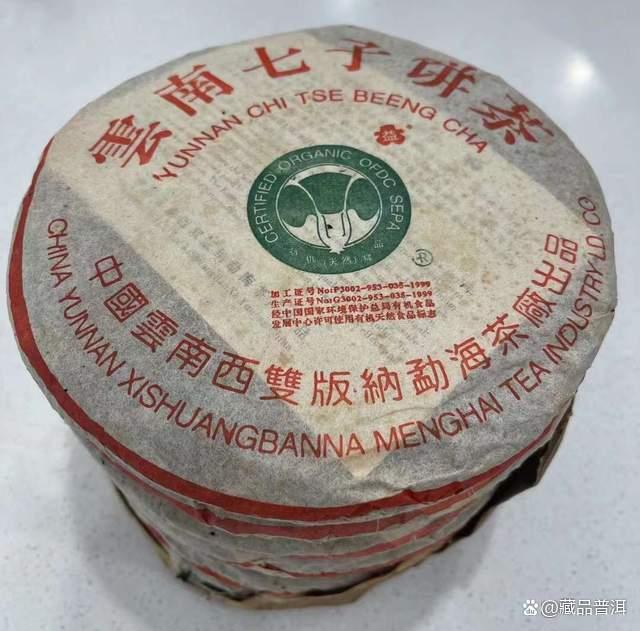 雲南七子餅茶
YUNNAN CHI TSE BEENG CHA
益
CERTIFIED ORGANIC OFDC SEPA
®
加工证号No:P3002-953-035-1999
生产证号No:G3002-953-035-1999
经中国国家环境保护总局有机食品
发展中心许可使用有机天然食品标志
中國雲南西雙版納勐海茶廠出品
CHINA YUNNAN XISHUANGBANNA MENGHAI TEA INDUSTRY LD. CO
@藏品普洱